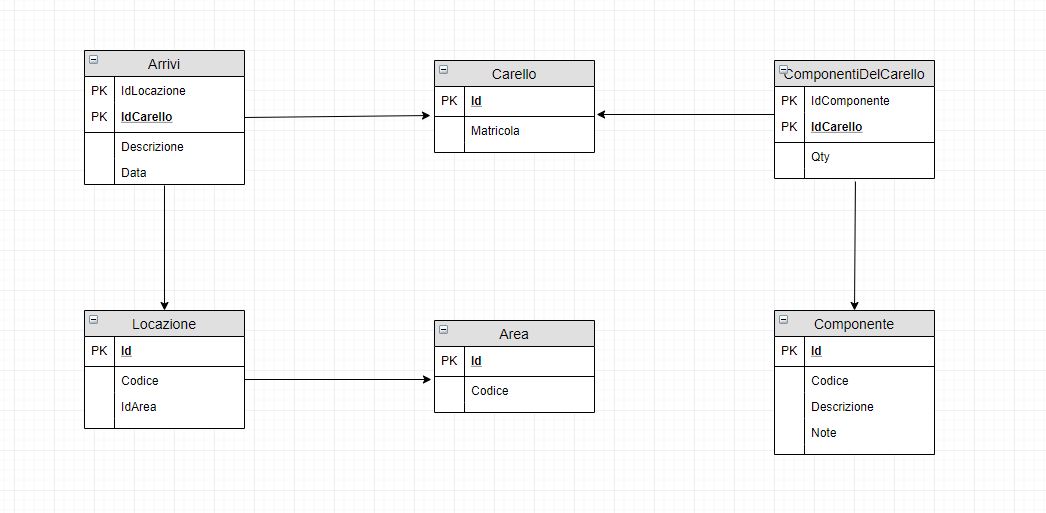 Arrivi
PK IdLocazione
PK IdCarello
Descrizione
Data
Carello
PK Id
Matricola
ComponentiDelCarello
PK IdComponente
PK IdCarello
Qty
Locazione
PK Id
Codice
IdArea
Area
PK Id
Codice
Componente
PK Id
Codice
Descrizione
Note